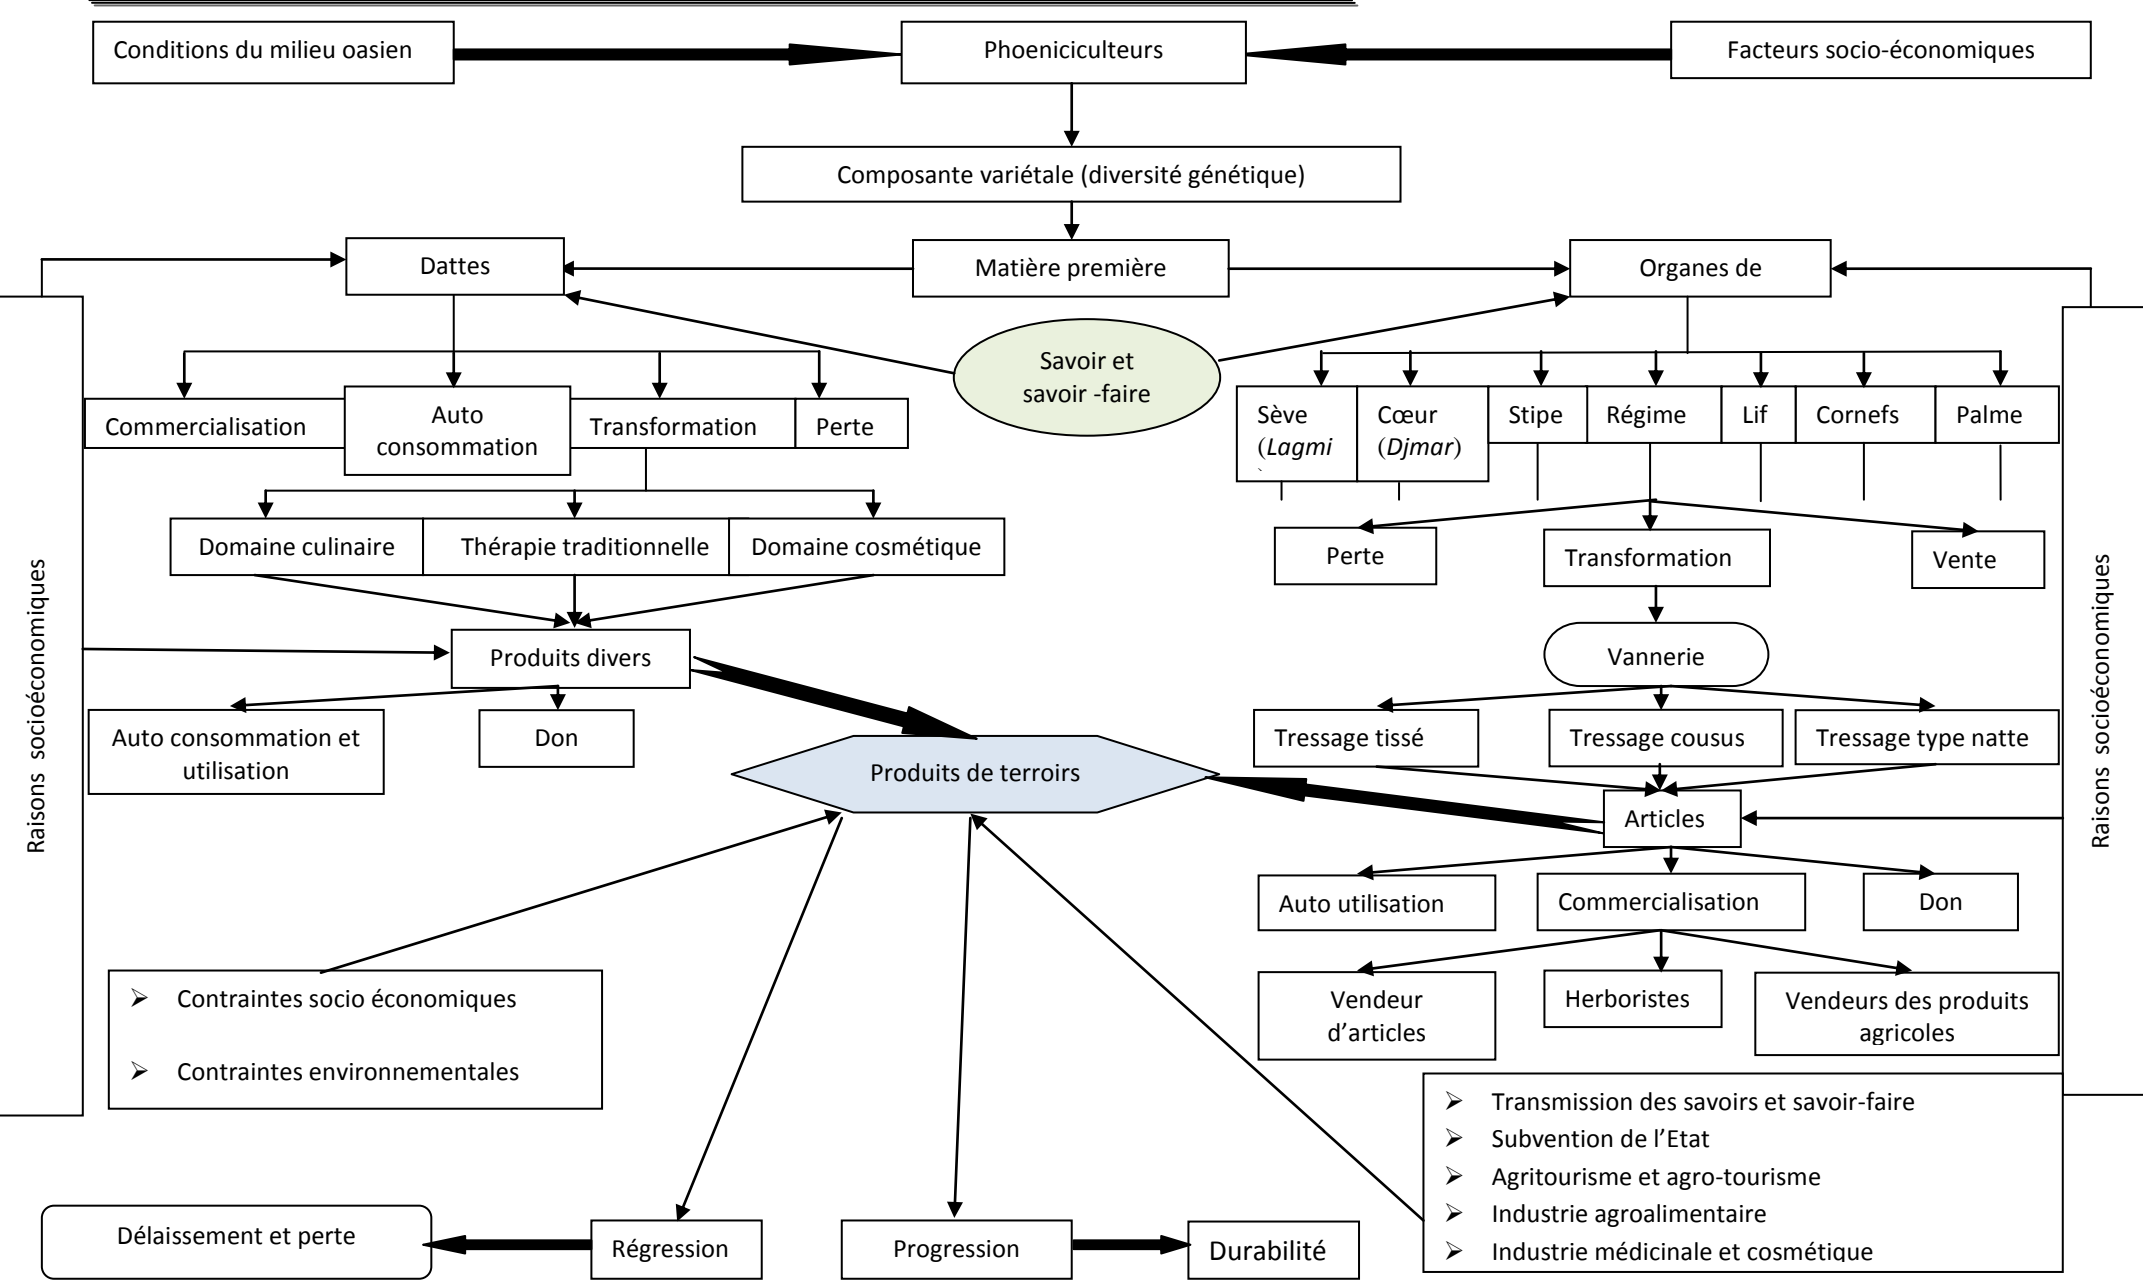 Conditions du milieu oasien
Phoeniciculteurs
Facteurs socio-économiques
Composante variétale (diversité génétique)
Dattes
Matière première
Organes de
Savoir et
savoir -faire
Commercialisation
Auto
consommation
Transformation
Perte
Sève
(Lagmi
Cœur
(Djmar)
Stipe
Régime
Lif
Cornefs
Palme
Domaine culinaire
Thérapie traditionnelle
Domaine cosmétique
Perte
Transformation
Vente
Raisons socioéconomiques
Raisons socioéconomiques
Produits divers
Vannerie
Auto consommation et
utilisation
Don
Tressage tissé
Tressage cousus
Tressage type natte
Produits de terroirs
Articles
Auto utilisation
Commercialisation
Don
Vendeur
d’articles
Herboristes
Vendeurs des produits
agricoles
➢ Contraintes socio économiques
➢ Contraintes environnementales
➢ Transmission des savoirs et savoir-faire
➢ Subvention de l’Etat
➢ Agritourisme et agro-tourisme
➢ Industrie agroalimentaire
➢ Industrie médicinale et cosmétique
Délaissement et perte
Régression
Progression
Durabilité